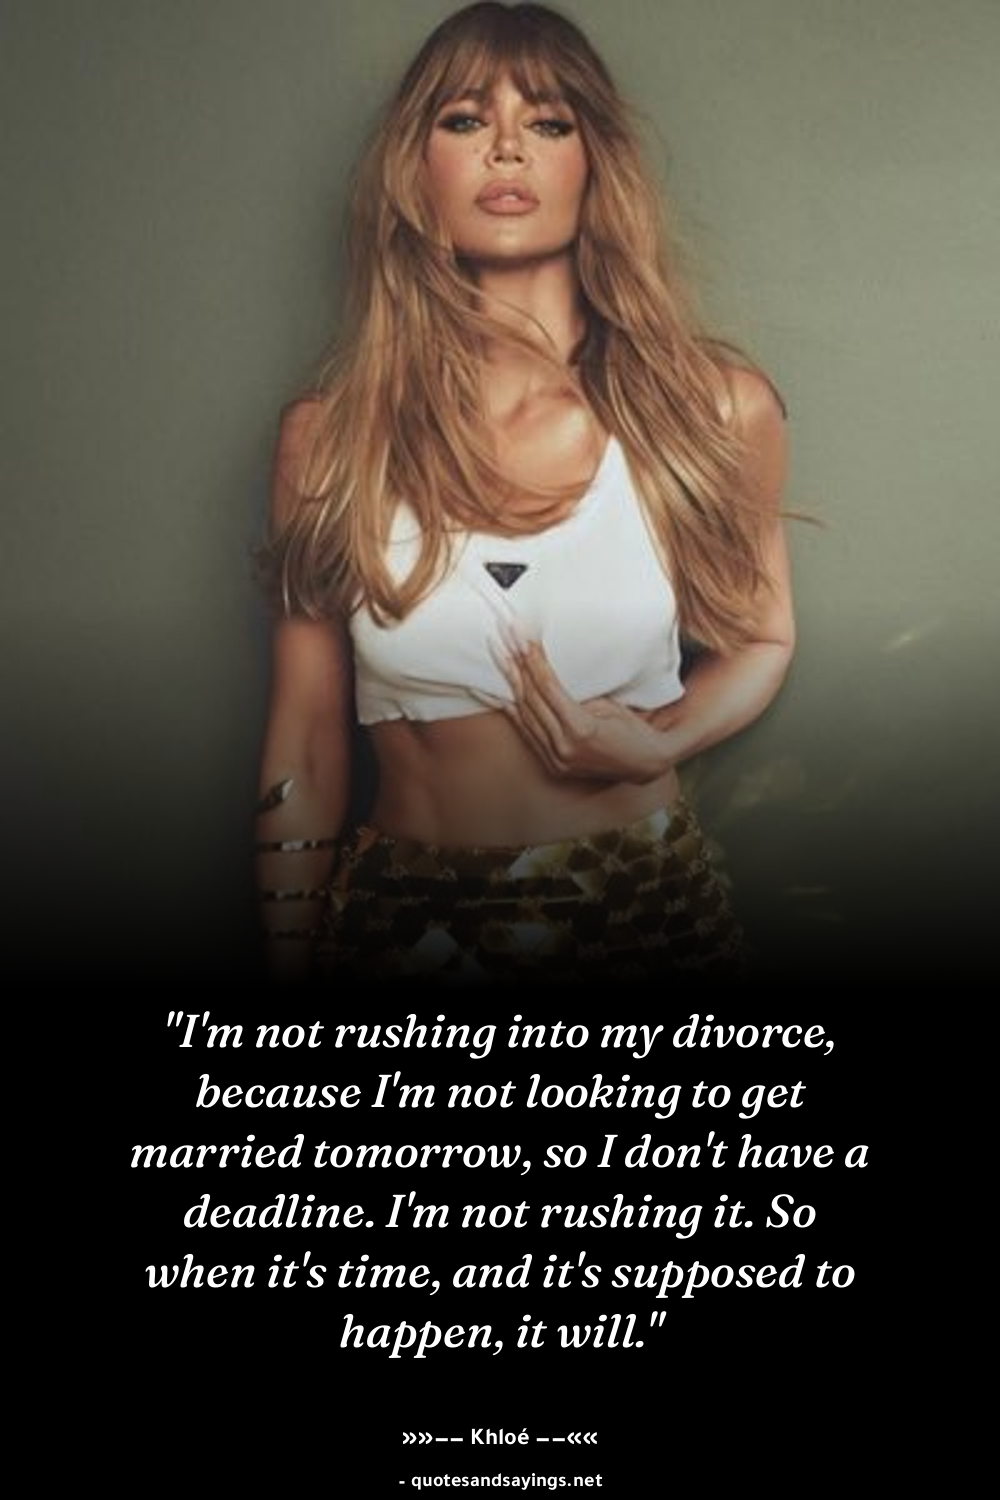 "I'm not rushing into my divorce,
because I'm not looking to get
married tomorrow, so I don't have a
deadline. I'm not rushing it. So
when it's time, and it's supposed to
happen, it will."
»»–– Khloé ––««
- quotesandsayings.net